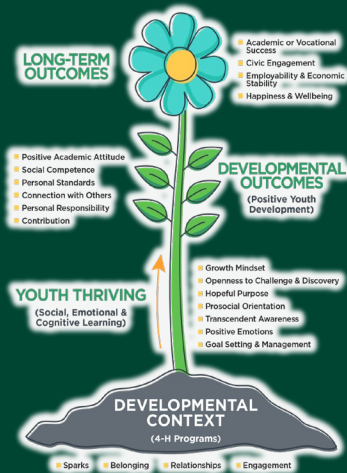 LONG-TERM
OUTCOMES
Academic or Vocational
Success
Civic Engagement
Employability & Economic
Stability
Happiness & Wellbeing
Positive Academic Attitude
Social Competence
Personal Standards
Connection with Others
Personal Responsibility
Contribution
DEVELOPMENTAL
OUTCOMES
(Positive Youth
Development)
YOUTH THRIVING
(Social, Emotional &
Cognitive Learning)
Growth Mindset
Openness to Challenge & Discovery
Hopeful Purpose
Prosocial Orientation
Transcendent Awareness
Positive Emotions
Goal Setting & Management
DEVELOPMENTAL
CONTEXT
(4-H Programs)
Sparks
Belonging
Relationships
Engagement